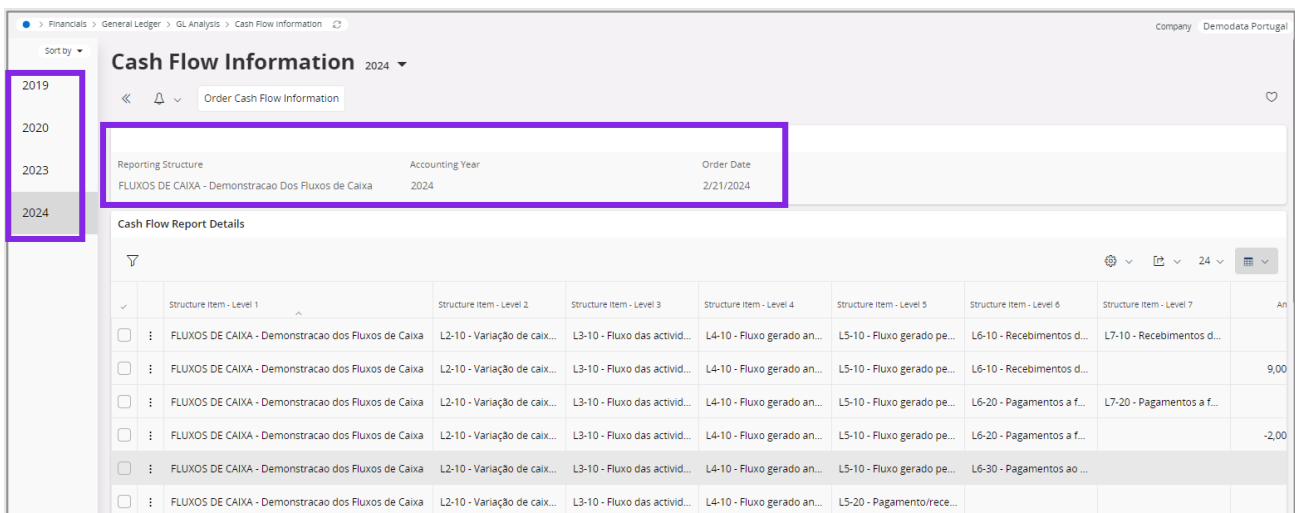 > Financials > General Ledger > GL Analysis > Cash Flow Information
Company Demodata Portugal
Sort by
2019
2020
2023
2024
Cash Flow Information 2024
Order Cash Flow Information
Reporting Structure Accounting Year Order Date
FLUXOS DE CAIXA - Demonstracao Dos Fluxos de Caixa 2024 2/21/2024
Cash Flow Report Details
24
Structure Item - Level 1 Structure Item - Level 2 Structure Item - Level 3 Structure Item - Level 4 Structure Item - Level 5 Structure Item - Level 6 Structure Item - Level 7 An
FLUXOS DE CAIXA - Demonstracao dos Fluxos de Caixa L2-10 - Variação de caix... L3-10 - Fluxo das activid... L4-10 - Fluxo gerado an... L5-10 - Fluxo gerado pe... L6-10 - Recebimentos d... L7-10 - Recebimentos d...
FLUXOS DE CAIXA - Demonstracao dos Fluxos de Caixa L2-10 - Variação de caix... L3-10 - Fluxo das activid... L4-10 - Fluxo gerado an... L5-10 - Fluxo gerado pe... L6-10 - Recebimentos d... 9,00
FLUXOS DE CAIXA - Demonstracao dos Fluxos de Caixa L2-10 - Variação de caix... L3-10 - Fluxo das activid... L4-10 - Fluxo gerado an... L5-10 - Fluxo gerado pe... L6-20 - Pagamentos a f... L7-20 - Pagamentos a f...
FLUXOS DE CAIXA - Demonstracao dos Fluxos de Caixa L2-10 - Variação de caix... L3-10 - Fluxo das activid... L4-10 - Fluxo gerado an... L5-10 - Fluxo gerado pe... L6-20 - Pagamentos a f... -2,00
FLUXOS DE CAIXA - Demonstracao dos Fluxos de Caixa L2-10 - Variação de caix... L3-10 - Fluxo das activid... L4-10 - Fluxo gerado an... L5-10 - Fluxo gerado pe... L6-30 - Pagamentos ao ...
FLUXOS DE CAIXA - Demonstracao dos Fluxos de Caixa L2-10 - Variação de caix... L3-10 - Fluxo das activid... L4-10 - Fluxo gerado an... L5-20 - Pagamento/rece...